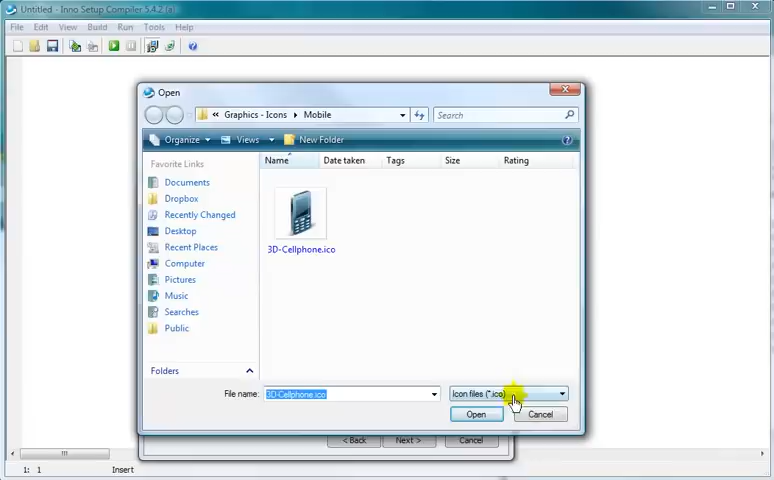 Untitled - Inno Setup Compiler 5.4.2 (a)
File Edit View Build Run Tools Help
Open
« Graphics - Icons Mobile
Search
Organize Views New Folder
Favorite Links
Documents
Dropbox
Recently Changed
Desktop
Recent Places
Computer
Pictures
Music
Searches
Public
Folders
Name Date taken Tags Size Rating
3D-Cellphone.ico
File name: 3D-Cellphone.ico Icon files (*.ico)
Open Cancel
< Back Next > Cancel
1: 1 Insert